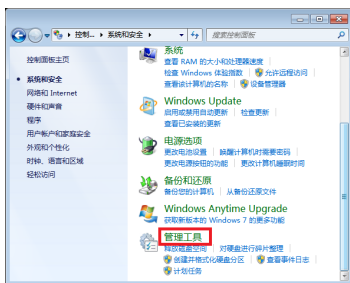 控制... 系统和安全
搜索控制面板
控制面板主页
系统和安全
网络和 Internet
硬件和声音
程序
用户帐户和家庭安全
外观和个性化
时钟、语言和区域
轻松访问
系统
查看 RAM 的大小和处理器速度
检查 Windows 体验指数 允许远程访问
查看该计算机的名称 设备管理器
Windows Update
启用或禁用自动更新 检查更新
查看已安装的更新
电源选项
更改电池设置 唤醒计算机时需要密码
更改电源按钮的功能 更改计算机睡眠时间
备份和还原
备份您的计算机 从备份还原文件
Windows Anytime Upgrade
获取新版本的 Windows 7 的更多功能
管理工具
释放磁盘空间 对硬盘进行碎片整理
创建并格式化硬盘分区 查看事件日志
计划任务